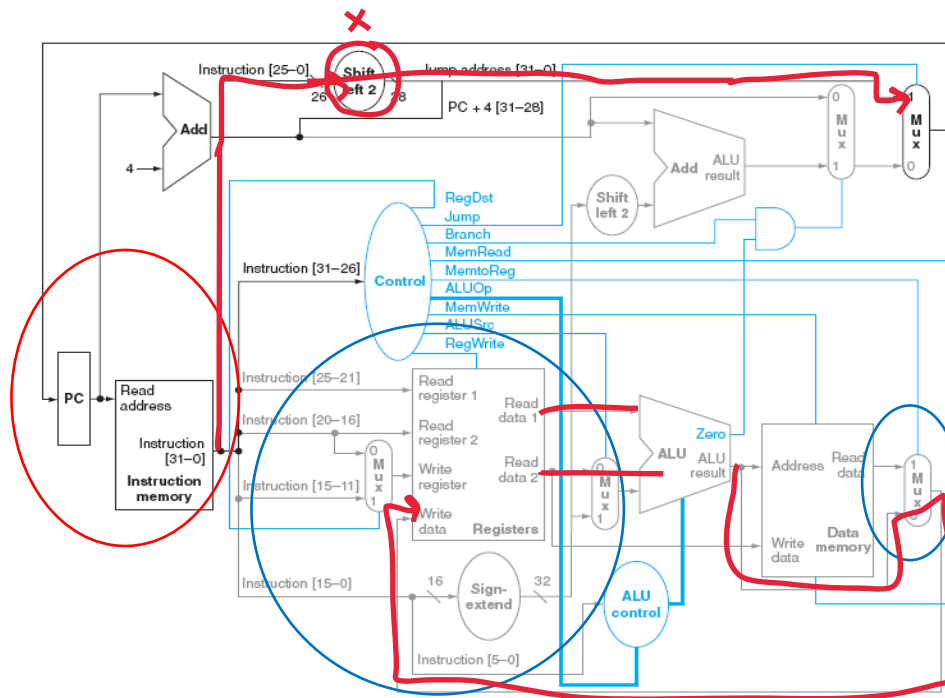 Instruction [25–0]
Shift
left 2
Jump address [31–0]
26
28
PC + 4 [31–28]
Add
4
0
M
u
x
1
1
M
u
x
0
Add
ALU
result
Shift
left 2
RegDst
Jump
Branch
MemRead
MemtoReg
ALUOp
MemWrite
ALUSrc
RegWrite
Instruction [31–26]
Control
PC
Read
address
Instruction
[31–0]
Instruction
memory
Instruction [25–21]
Instruction [20–16]
Instruction [15–11]
Instruction [15–0]
0
M
u
x
1
Read
register 1
Read
register 2
Write
register
Write
data
Read
data 1
Read
data 2
Registers
0
M
u
x
1
Zero
ALU
ALU
result
Address
Read
data
Write
data
Data
memory
1
M
u
x
0
16
Sign-
extend
32
ALU
control
Instruction [5–0]